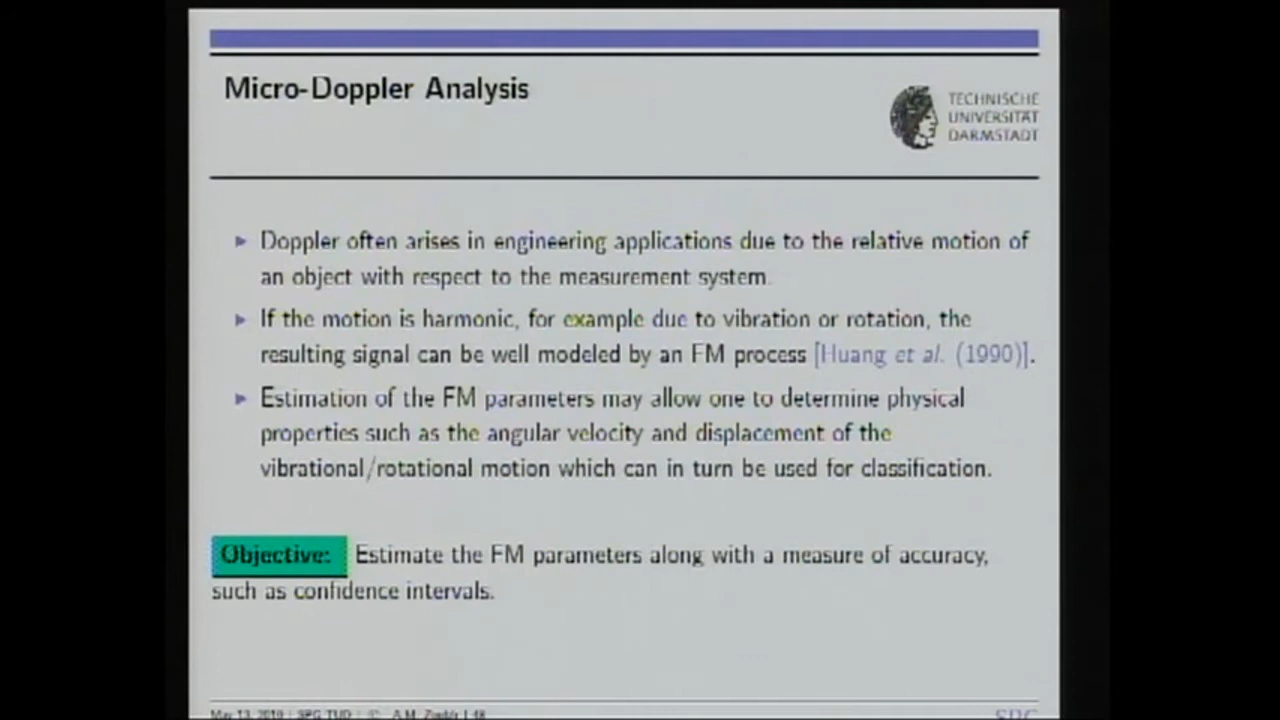 Micro-Doppler Analysis
TECHNISCHE
UNIVERSITÄT
DARMSTADT
▶ Doppler often arises in engineering applications due to the relative motion of
an object with respect to the measurement system.
▶ If the motion is harmonic, for example due to vibration or rotation, the
resulting signal can be well modeled by an FM process [Huang et al. (1990)].
▶ Estimation of the FM parameters may allow one to determine physical
properties such as the angular velocity and displacement of the
vibrational/rotational motion which can in turn be used for classification.
Objective: Estimate the FM parameters along with a measure of accuracy,
such as confidence intervals.